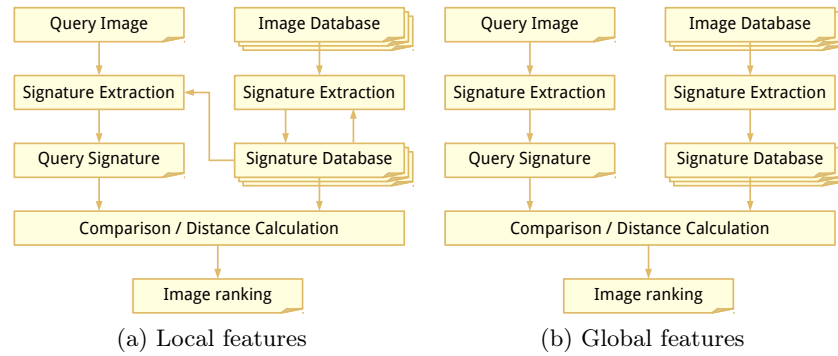 Query Image
Image Database
Signature Extraction
Signature Extraction
Query Signature
Signature Database
Comparison / Distance Calculation
Image ranking
(a) Local features
Query Image
Image Database
Signature Extraction
Signature Extraction
Query Signature
Signature Database
Comparison / Distance Calculation
Image ranking
(b) Global features